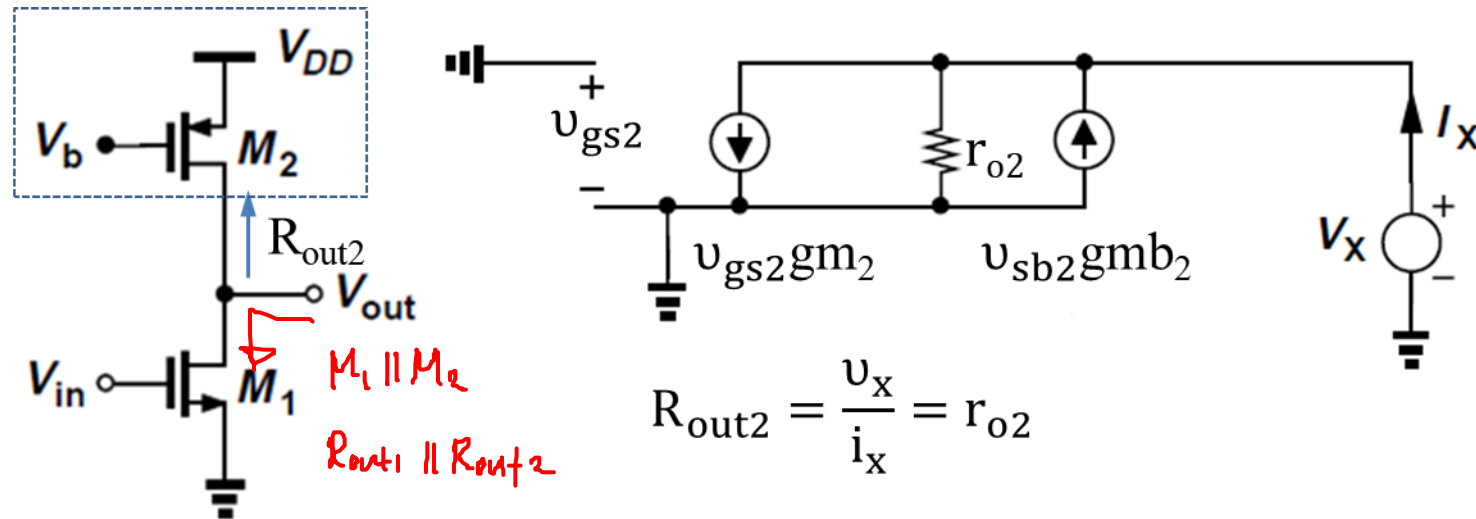 V_DD
V_b
M_2
R_out2
V_out
V_in
M_1
M_1 || M_2
R_out1 || R_out2
+
υ_gs2
−
r_o2
I_X
υ_gs2gm_2
υ_sb2gmb_2
V_X
+
−
R_out2 = υ_x / i_x = r_o2